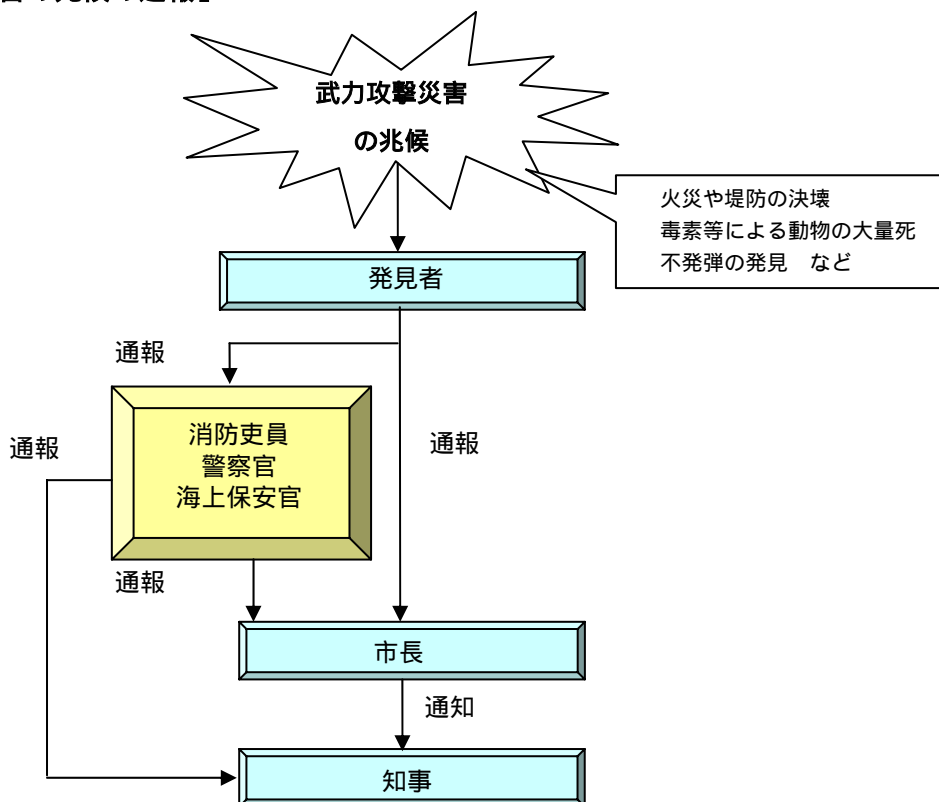 武力攻撃災害
の兆候
火災や堤防の決壊
毒素等による動物の大量死
不発弾の発見　など
発見者
通報
通報
消防吏員
警察官
海上保安官
通報
通報
市長
通知
知事